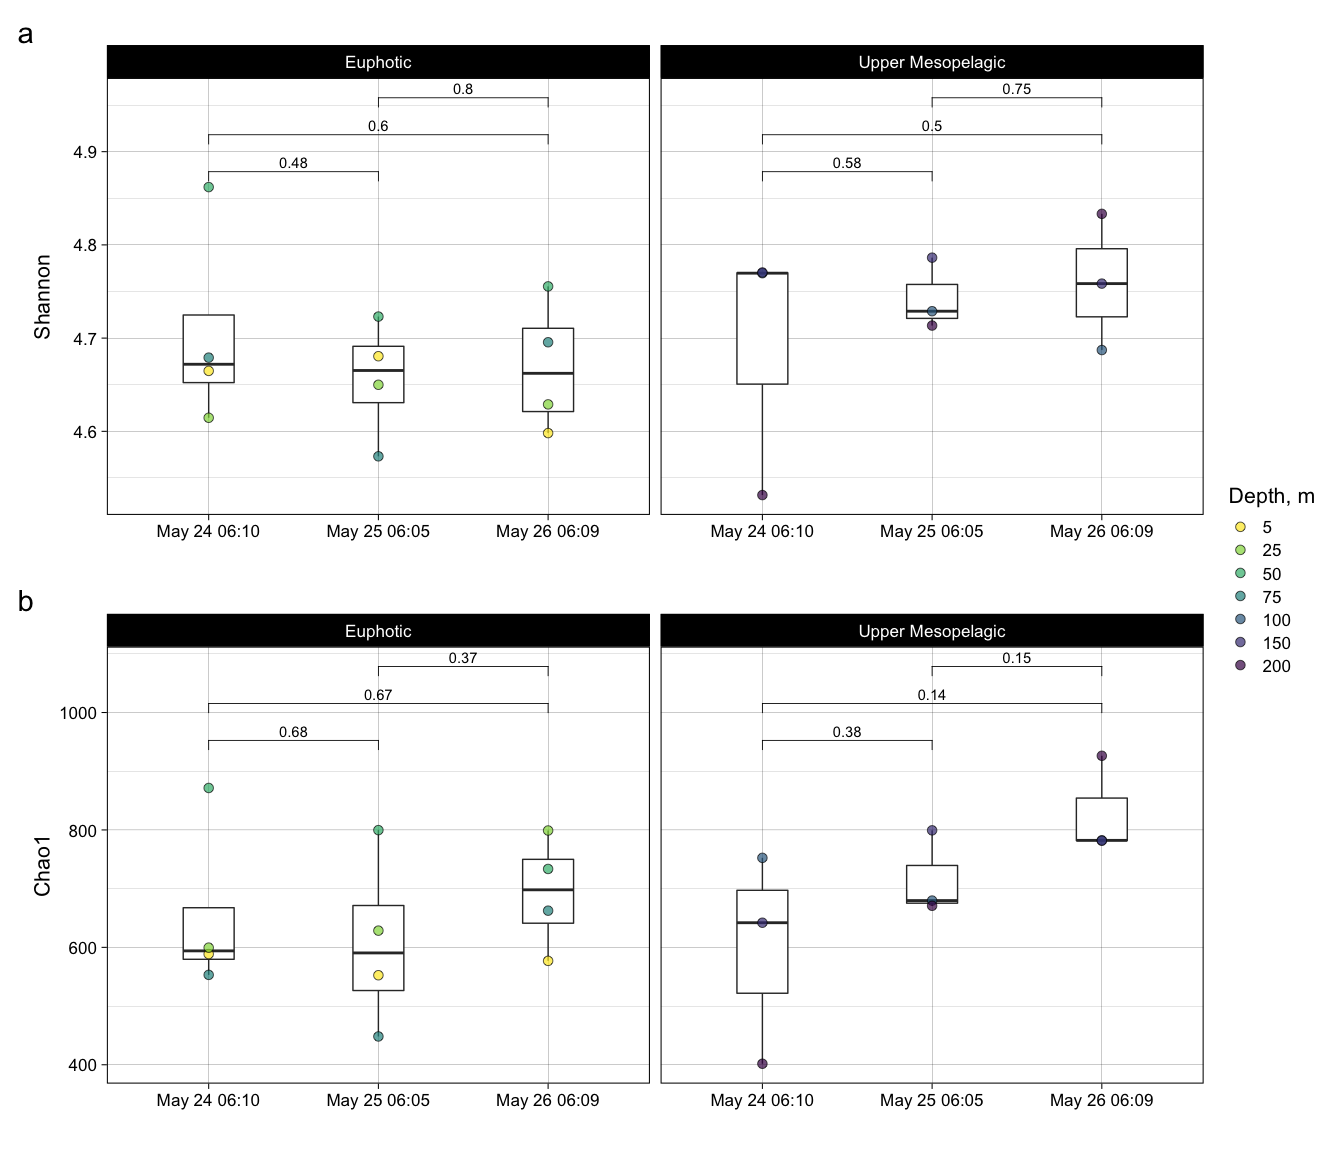 a
Euphotic
Upper Mesopelagic
0.8
0.75
0.6
0.5
0.48
0.58
4.9
4.8
4.7
4.6
Shannon
May 24 06:10
May 25 06:05
May 26 06:09
May 24 06:10
May 25 06:05
May 26 06:09
Depth, m
5
25
50
75
100
150
200
b
Euphotic
Upper Mesopelagic
0.37
0.15
0.67
0.14
0.68
0.38
1000
800
600
400
Chao1
May 24 06:10
May 25 06:05
May 26 06:09
May 24 06:10
May 25 06:05
May 26 06:09